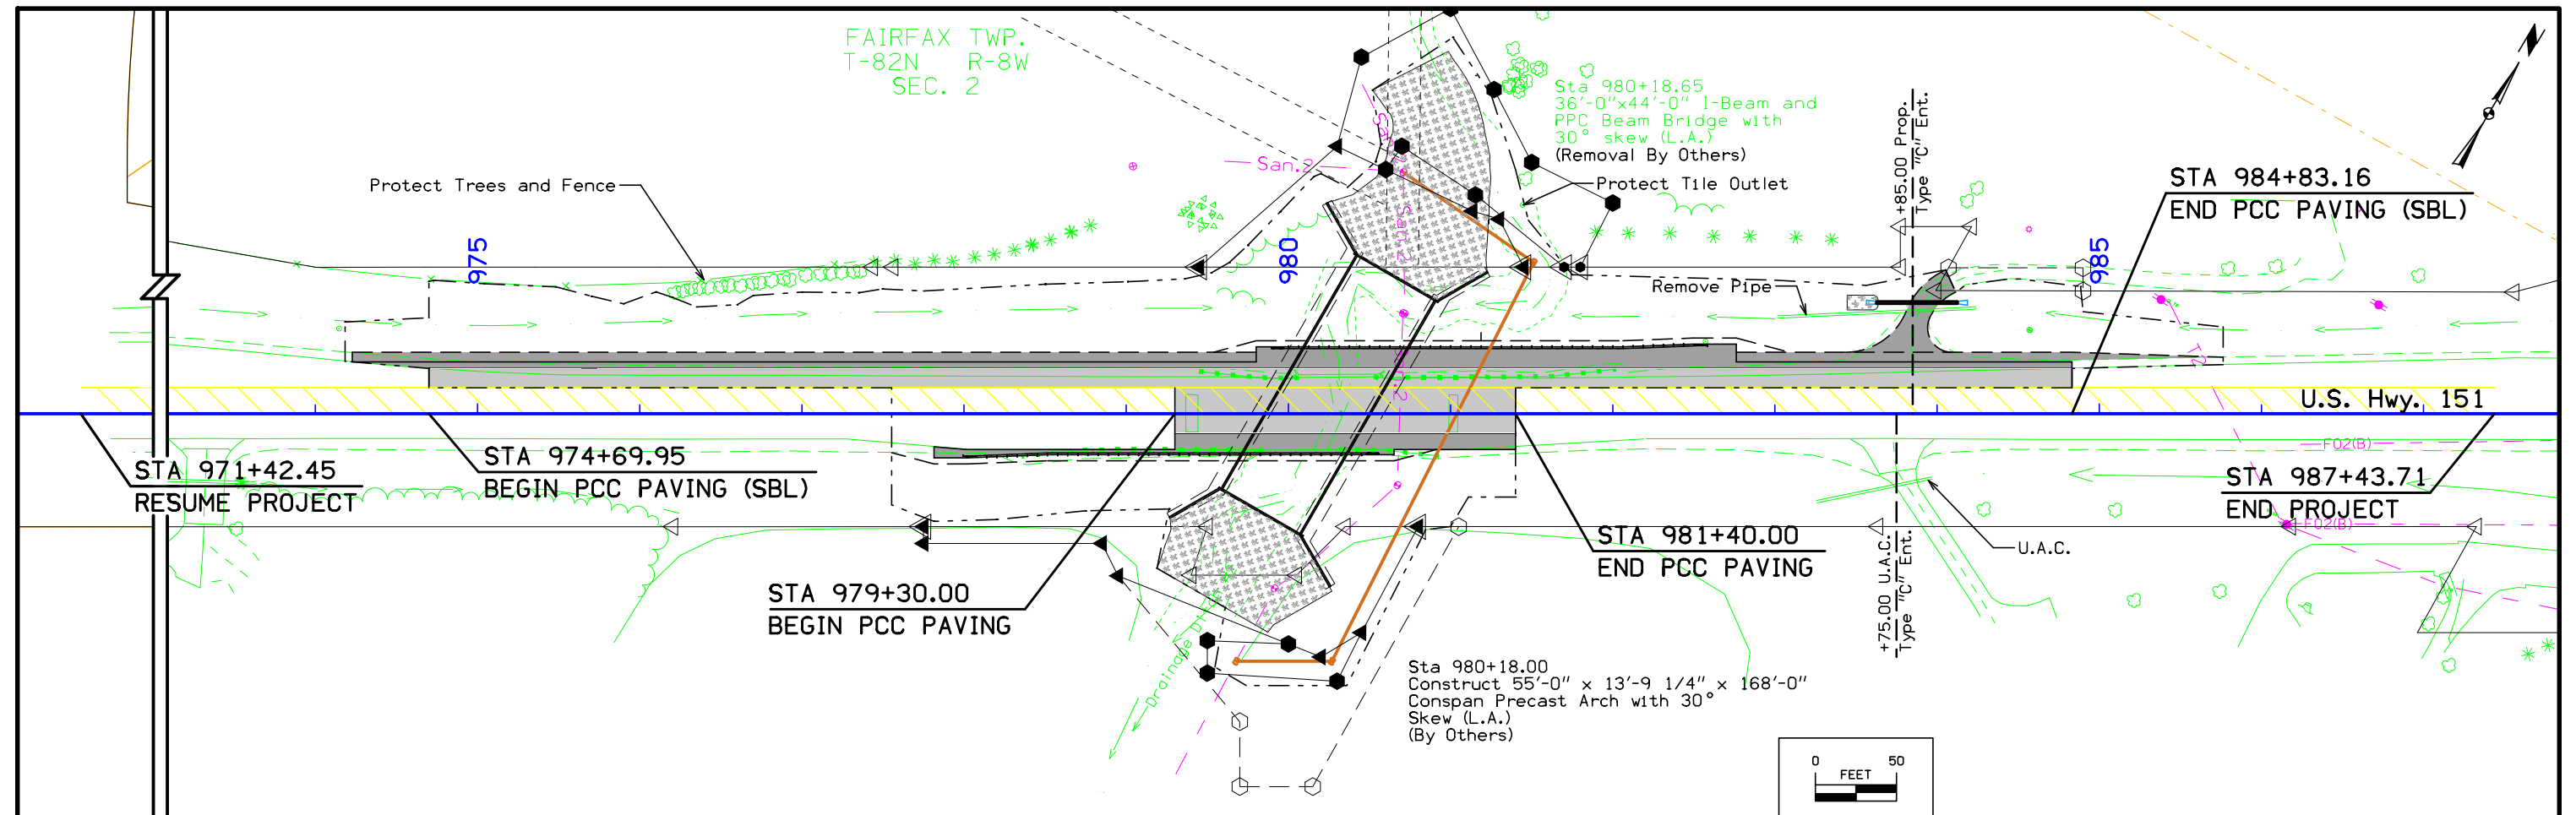 FAIRFAX TWP.
T-82N R-8W
SEC. 2
Sta 980+18.65
36'-0"x44'-0" I-Beam and
PPC Beam Bridge with
30° skew (L.A.)
(Removal By Others)
Protect Tile Outlet
Protect Trees and Fence
San.2
+85.00 Prop.
Type "C" Ent.
STA 984+83.16
END PCC PAVING (SBL)
975
980
985
Remove Pipe
U.S. Hwy. 151
STA 971+42.45
RESUME PROJECT
STA 974+69.95
BEGIN PCC PAVING (SBL)
F02(B)
STA 987+43.71
END PROJECT
F02(B)
STA 981+40.00
END PCC PAVING
U.A.C.
+75.00 U.A.C.
Type "C" Ent.
STA 979+30.00
BEGIN PCC PAVING
Drainage
Sta 980+18.00
Construct 55'-0" x 13'-9 1/4" x 168'-0"
Conspan Precast Arch with 30°
Skew (L.A.)
(By Others)
0 50
FEET